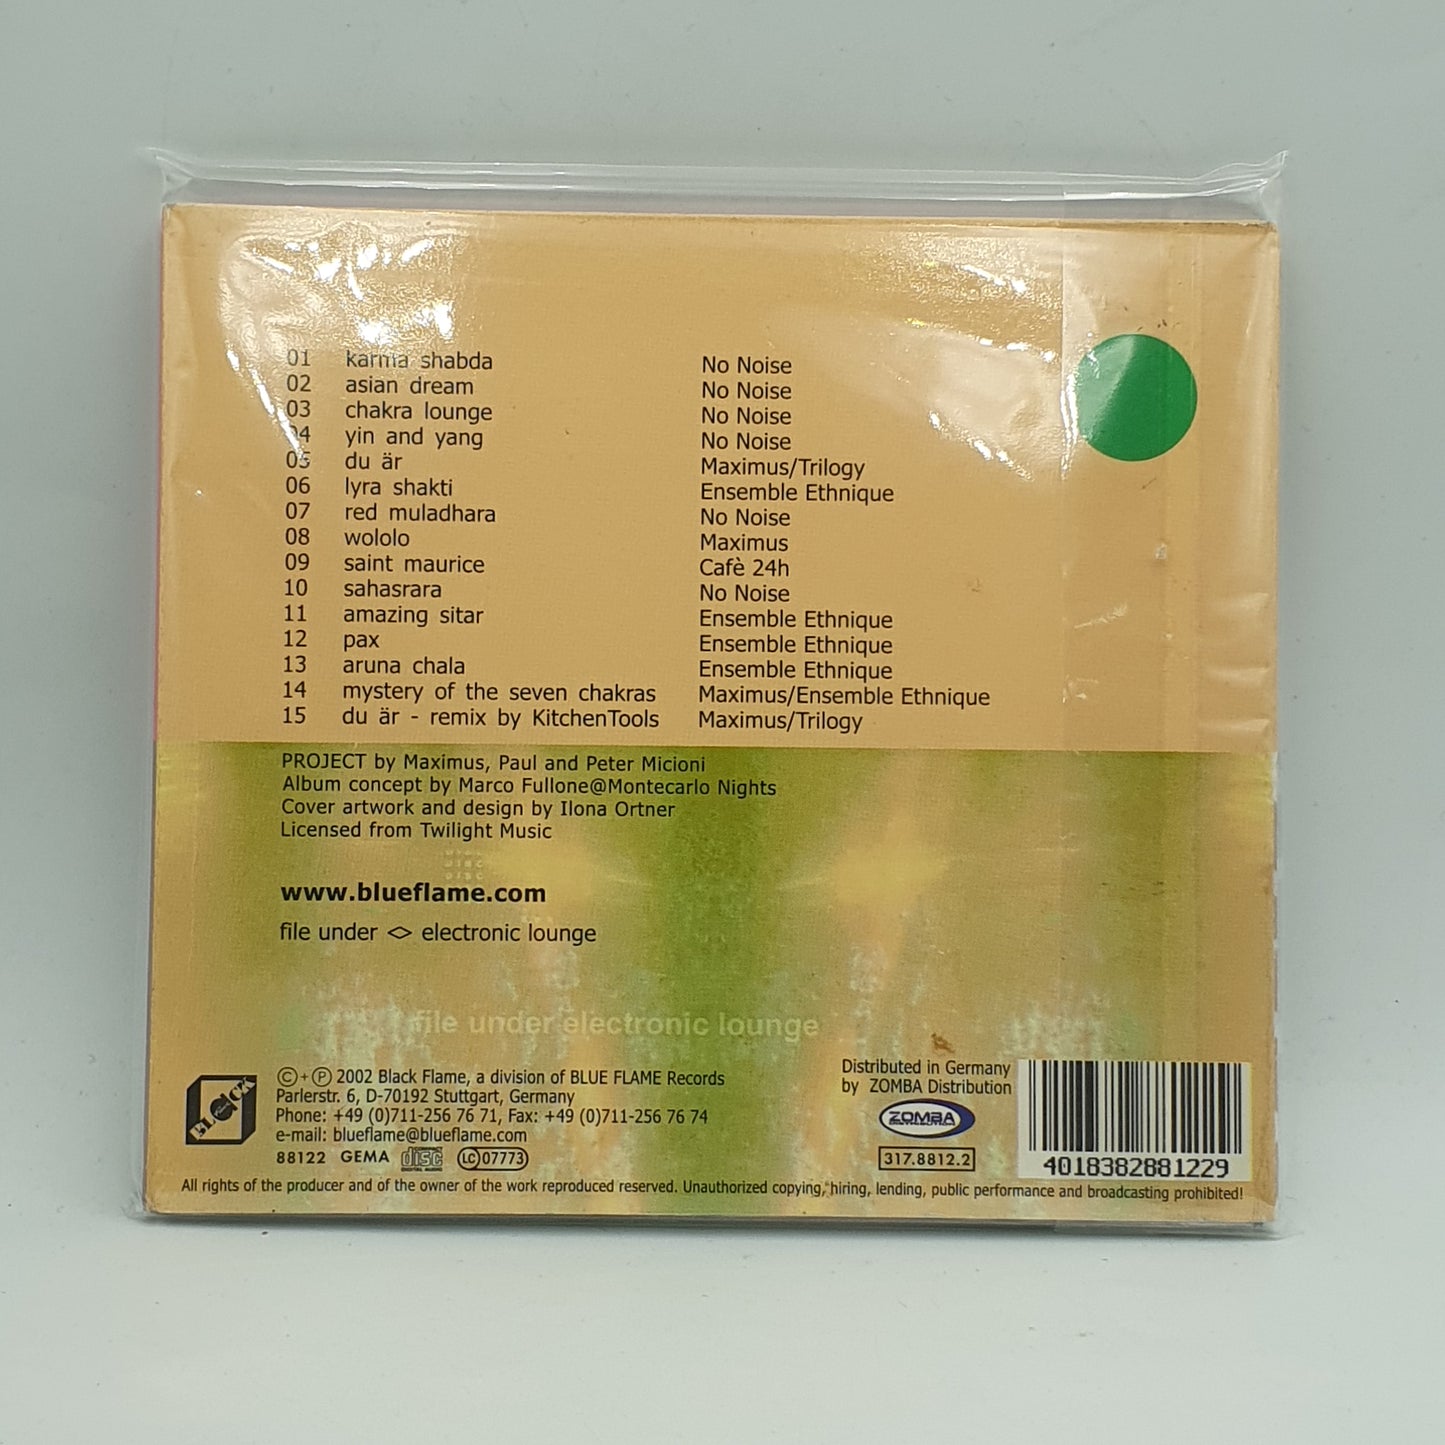 01 karma shabda No Noise
02 asian dream No Noise
03 chakra lounge No Noise
04 yin and yang No Noise
05 du är Maximus/Trilogy
06 lyra shakti Ensemble Ethnique
07 red muladhara No Noise
08 wololo Maximus
09 saint maurice Cafè 24h
10 sahasrara No Noise
11 amazing sitar Ensemble Ethnique
12 pax Ensemble Ethnique
13 aruna chala Ensemble Ethnique
14 mystery of the seven chakras Maximus/Ensemble Ethnique
15 du är - remix by KitchenTools Maximus/Trilogy
PROJECT by Maximus, Paul and Peter Micioni
Album concept by Marco Fullone@Montecarlo Nights
Cover artwork and design by Ilona Ortner
Licensed from Twilight Music
www.blueflame.com
file under <> electronic lounge
file under electronic lounge
BLACK
© + ℗ 2002 Black Flame, a division of BLUE FLAME Records
Parlerstr. 6, D-70192 Stuttgart, Germany
Phone: +49 (0)711-256 76 71, Fax: +49 (0)711-256 76 74
e-mail: blueflame@blueflame.com
88122 GEMA disc DIGITAL AUDIO LC 07773
Distributed in Germany
by ZOMBA Distribution
ZOMBA
317.8812.2
4018382881229
All rights of the producer and of the owner of the work reproduced reserved. Unauthorized copying, hiring, lending, public performance and broadcasting prohibited!